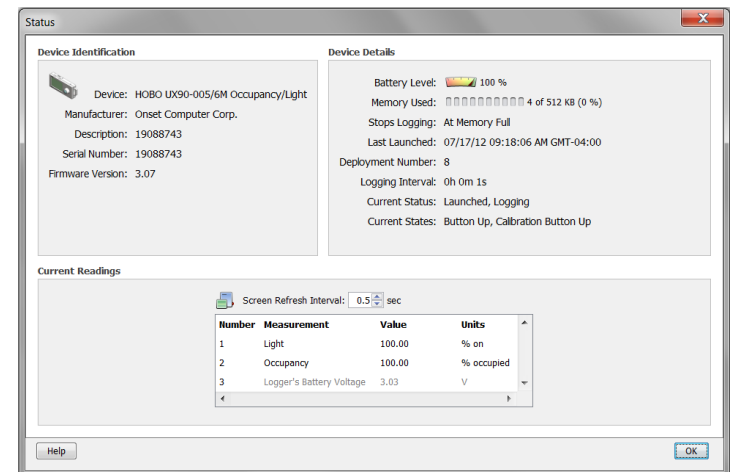 Status
Device Identification
Device: HOBO UX90-005/6M Occupancy/Light
Manufacturer: Onset Computer Corp.
Description: 19088743
Serial Number: 19088743
Firmware Version: 3.07
Device Details
Battery Level: 100 %
Memory Used: 4 of 512 KB (0 %)
Stops Logging: At Memory Full
Last Launched: 07/17/12 09:18:06 AM GMT-04:00
Deployment Number: 8
Logging Interval: 0h 0m 1s
Current Status: Launched, Logging
Current States: Button Up, Calibration Button Up
Current Readings
Screen Refresh Interval: 0.5 sec
Number Measurement Value Units
1 Light 100.00 % on
2 Occupancy 100.00 % occupied
3 Logger's Battery Voltage 3.03 V
Help OK